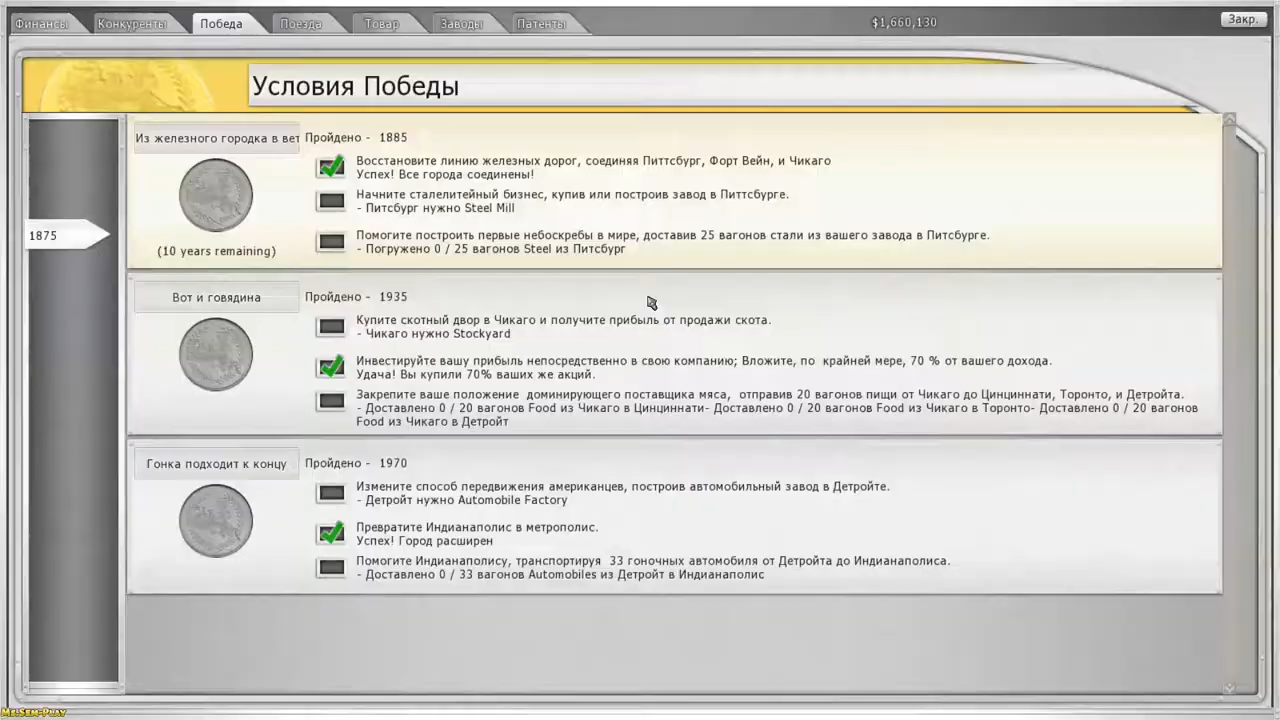 Финансы Конкуренты Победа Поезда Товар Заводы Патенты $1,660,130 Закр.
Условия Победы
Из железного городка в вет Пройдено - 1885
Восстановите линию железных дорог, соединяя Питтсбург, Форт Вейн, и Чикаго
Успех! Все города соединены!
Начните сталелитейный бизнес, купив или построив завод в Питтсбурге.
- Питсбург нужно Steel Mill
1875
Помогите построить первые небоскребы в мире, доставив 25 вагонов стали из вашего завода в Питсбурге.
(10 years remaining) - Погружено 0 / 25 вагонов Steel из Питсбург
Вот и говядина Пройдено - 1935
Купите скотный двор в Чикаго и получите прибыль от продажи скота.
- Чикаго нужно Stockyard
Инвестируйте вашу прибыль непосредственно в свою компанию; Вложите, по крайней мере, 70 % от вашего дохода.
Удача! Вы купили 70% ваших же акций.
Закрепите ваше положение доминирующего поставщика мяса, отправив 20 вагонов пищи от Чикаго до Цинциннати, Торонто, и Детройта.
- Доставлено 0 / 20 вагонов Food из Чикаго в Цинциннати- Доставлено 0 / 20 вагонов Food из Чикаго в Торонто- Доставлено 0 / 20 вагонов
Food из Чикаго в Детройт
Гонка подходит к концу Пройдено - 1970
Измените способ передвижения американцев, построив автомобильный завод в Детройте.
- Детройт нужно Automobile Factory
Превратите Индианаполис в метрополис.
Успех! Город расширен
Помогите Индианаполису, транспортируя 33 гоночных автомобиля от Детройта до Индианаполиса.
- Доставлено 0 / 33 вагонов Automobiles из Детройт в Индианаполис
Mr.Sem-Play